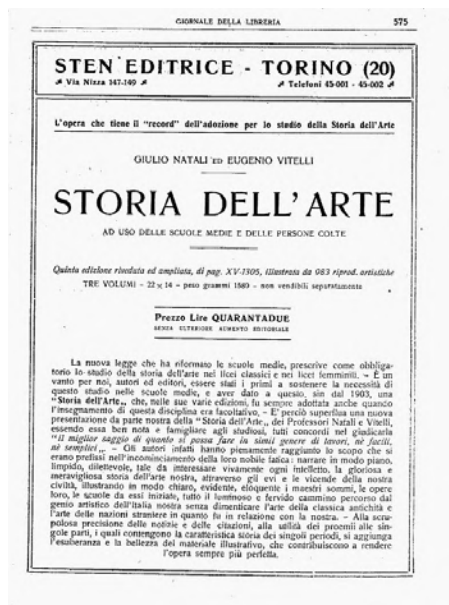 GIORNALE DELLA LIBRERIA 575
STEN EDITRICE - TORINO (20)
Via Nizza 147-149 Telefoni 45-001 - 45-002
L'opera che tiene il "record" dell'adozione per lo studio della Storia dell'Arte
GIULIO NATALI ED EUGENIO VITELLI
STORIA DELL'ARTE
AD USO DELLE SCUOLE MEDIE E DELLE PERSONE COLTE
Quinta edizione riveduta ed ampliata, di pag. XV-1305, illustrata da 983 riprod. artistiche
TRE VOLUMI - 22 × 14 - peso grammi 1580 - non vendibili separatamente
Prezzo Lire QUARANTADUE
SENZA ULTERIORE AUMENTO EDITORIALE
La nuova legge che ha riformato le scuole medie, prescrive come obbliga-
torio lo studio della storia dell'arte nei licei classici e nei licei femminili. - È un
vanto per noi, autori ed editori, essere stati i primi a sostenere la necessità di
questo studio nelle scuole medie, e aver dato a questo, sin dal 1903, una
"Storia dell'Arte„, che, nelle sue varie edizioni, fu sempre adottata anche quando
l'insegnamento di questa disciplina era facoltativo. - E' perciò superflua una nuova
presentazione da parte nostra della "Storia dell'Arte„, dei Professori Natali e Vitelli,
essendo essa ben nota e famigliare agli studiosi, tutti concordi nel giudicarla
"il miglior saggio di quanto si possa fare in simil genere di lavori, nè facili,
nè semplici„. - Gli autori infatti hanno pienamente raggiunto lo scopo che si
erano prefissi nell'incominciamento della loro nobile fatica: narrare in modo piano,
limpido, dilettevole, tale da interessare vivamente ogni intelletto, la gloriosa e
meravigliosa storia dell'arte nostra, attraverso gli evi e le vicende della nostra
civiltà, illustrando in modo chiaro, evidente, eloquente i maestri sommi, le opere
loro, le scuole da essi iniziate, tutto il luminoso e fervido cammino percorso dal
genio artistico dell'Italia nostra senza dimenticare l'arte della classica antichità e
l'arte delle nazioni straniere in quanto fu in relazione con la nostra. - Alla scru-
polosa precisione delle notizie e delle citazioni, alla utilità dei proemii alle sin-
gole parti, i quali contengono la caratteristica storia dei singoli periodi, si aggiunga
l'esuberanza e la bellezza del materiale illustrativo, che contribuiscono a rendere
l'opera sempre più perfetta.